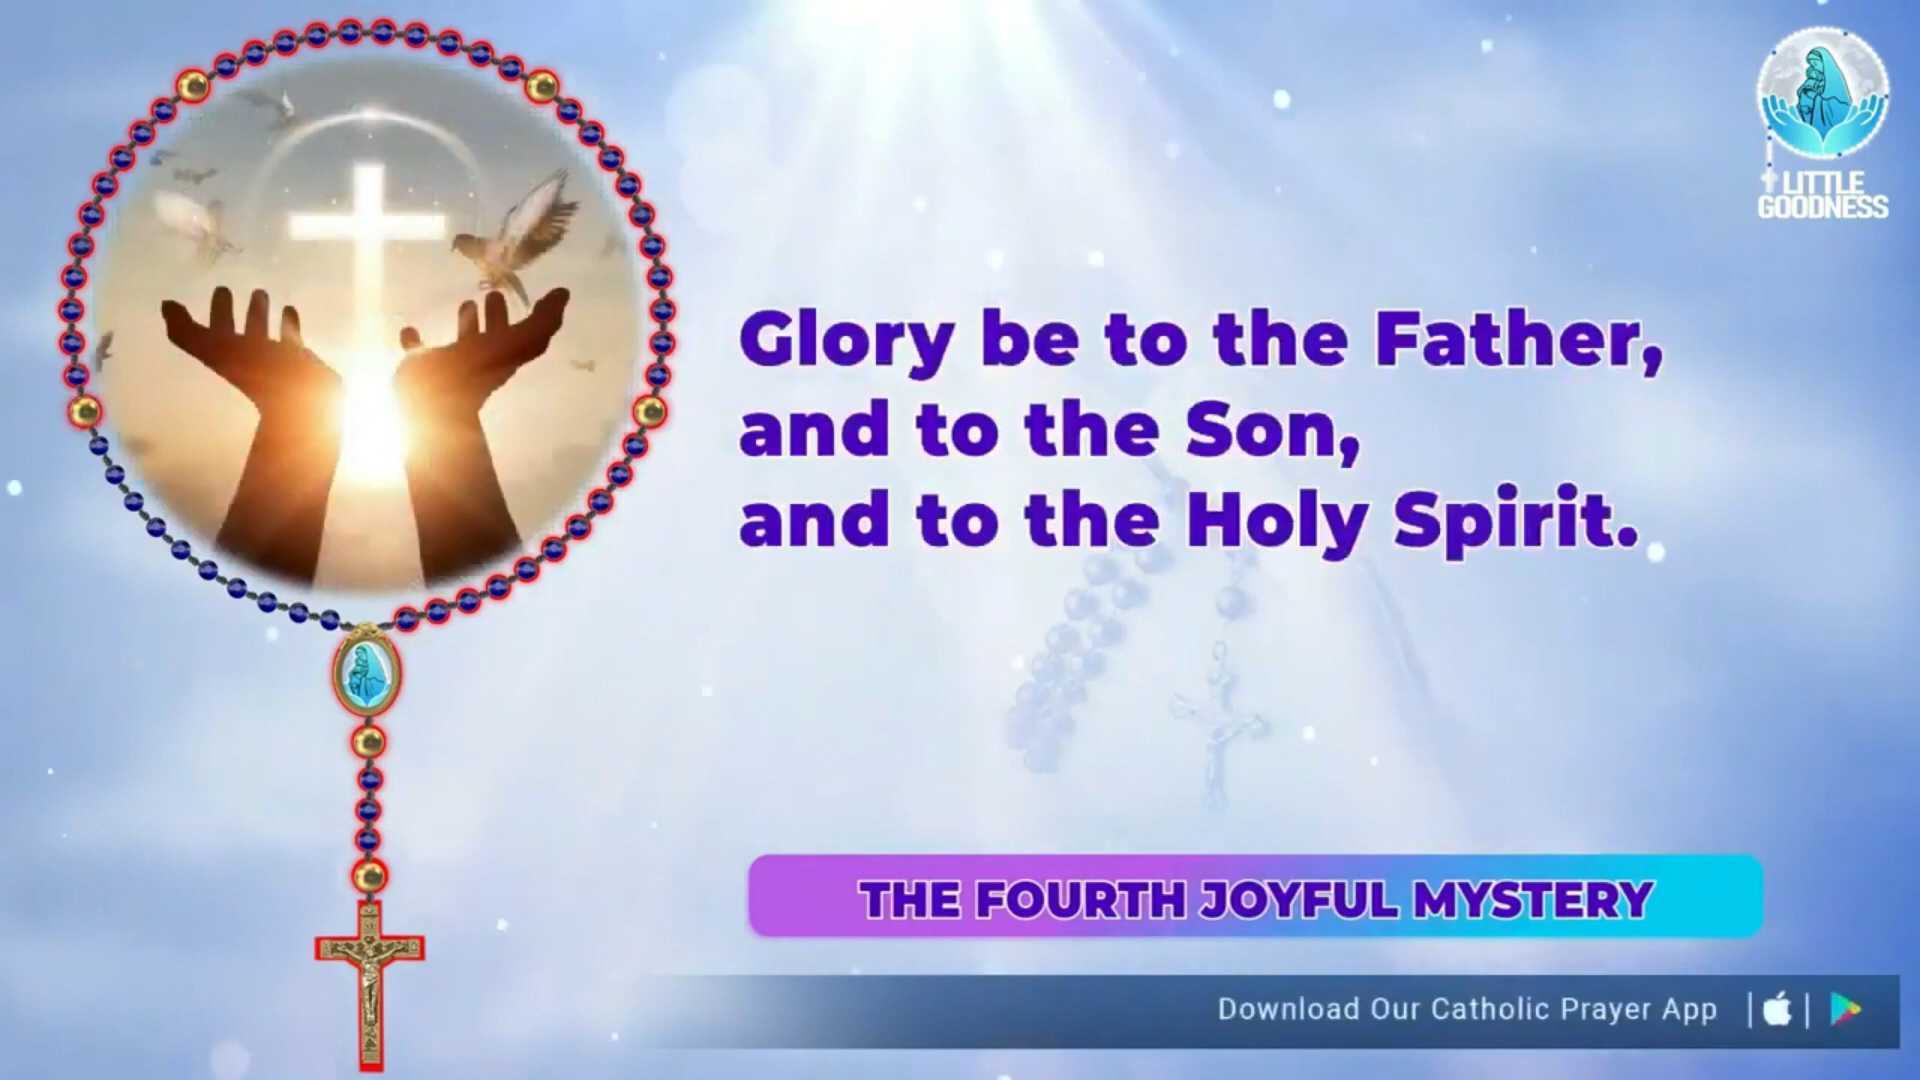 LITTLE
GOODNESS
Glory be to the Father,
and to the Son,
and to the Holy Spirit.
THE FOURTH JOYFUL MYSTERY
Download Our Catholic Prayer App